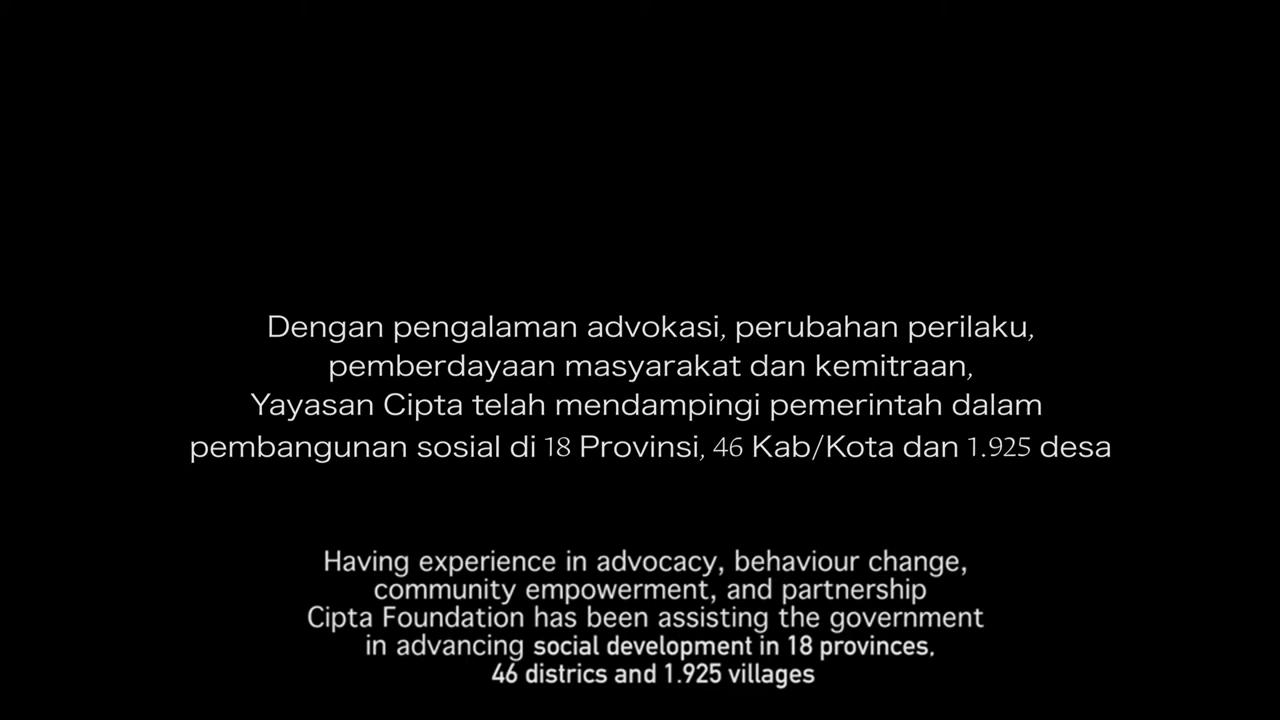 Dengan pengalaman advokasi, perubahan perilaku,
pemberdayaan masyarakat dan kemitraan,
Yayasan Cipta telah mendampingi pemerintah dalam
pembangunan sosial di 18 Provinsi, 46 Kab/Kota dan 1.925 desa
Having experience in advocacy, behaviour change,
community empowerment, and partnership
Cipta Foundation has been assisting the government
in advancing social development in 18 provinces,
46 districs and 1.925 villages